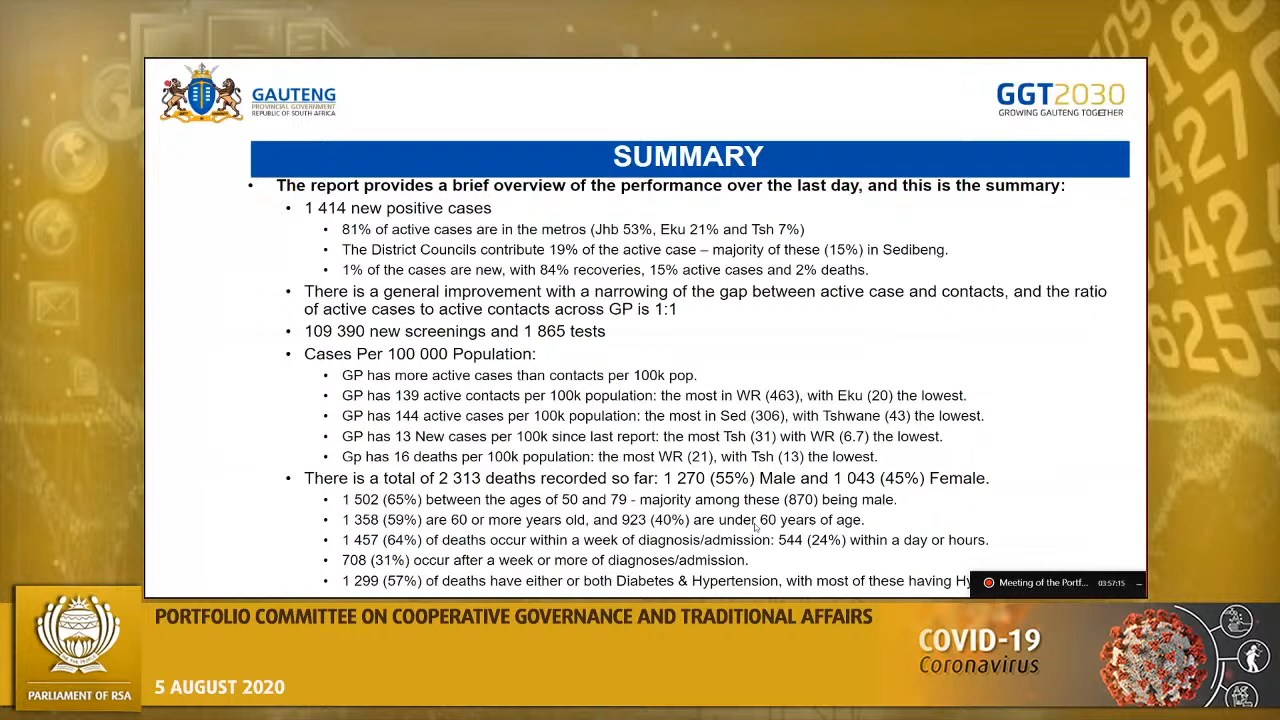 GAUTENG
PROVINCIAL GOVERNMENT
REPUBLIC OF SOUTH AFRICA
GGT2030
GROWING GAUTENG TOGETHER
SUMMARY
• The report provides a brief overview of the performance over the last day, and this is the summary:
• 1 414 new positive cases
• 81% of active cases are in the metros (Jhb 53%, Eku 21% and Tsh 7%)
• The District Councils contribute 19% of the active case – majority of these (15%) in Sedibeng.
• 1% of the cases are new, with 84% recoveries, 15% active cases and 2% deaths.
• There is a general improvement with a narrowing of the gap between active case and contacts, and the ratio
of active cases to active contacts across GP is 1:1
• 109 390 new screenings and 1 865 tests
• Cases Per 100 000 Population:
• GP has more active cases than contacts per 100k pop.
• GP has 139 active contacts per 100k population: the most in WR (463), with Eku (20) the lowest.
• GP has 144 active cases per 100k population: the most in Sed (306), with Tshwane (43) the lowest.
• GP has 13 New cases per 100k since last report: the most Tsh (31) with WR (6.7) the lowest.
• Gp has 16 deaths per 100k population: the most WR (21), with Tsh (13) the lowest.
• There is a total of 2 313 deaths recorded so far: 1 270 (55%) Male and 1 043 (45%) Female.
• 1 502 (65%) between the ages of 50 and 79 - majority among these (870) being male.
• 1 358 (59%) are 60 or more years old, and 923 (40%) are under 60 years of age.
• 1 457 (64%) of deaths occur within a week of diagnosis/admission: 544 (24%) within a day or hours.
• 708 (31%) occur after a week or more of diagnoses/admission.
• 1 299 (57%) of deaths have either or both Diabetes & Hypertension, with most of these having Hy
Meeting of the Portf... 03:57:15
PORTFOLIO COMMITTEE ON COOPERATIVE GOVERNANCE AND TRADITIONAL AFFAIRS
COVID-19
Coronavirus
PARLIAMENT OF RSA
5 AUGUST 2020